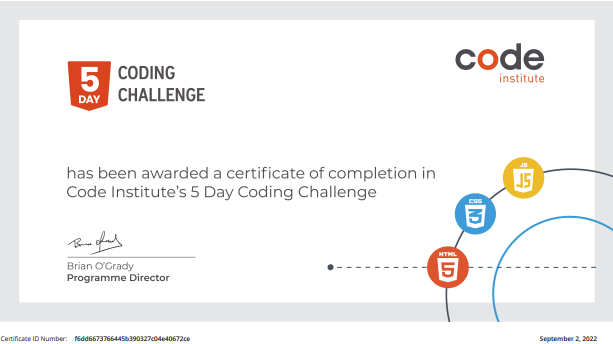 5
DAY
CODING
CHALLENGE
code
institute
has been awarded a certificate of completion in
Code Institute’s 5 Day Coding Challenge
JS
JS
CSS
3
HTML
5
Brian O’Grady
Programme Director
Certificate ID Number: f6dd6673766445b390327c04e40672ce
September 2, 2022